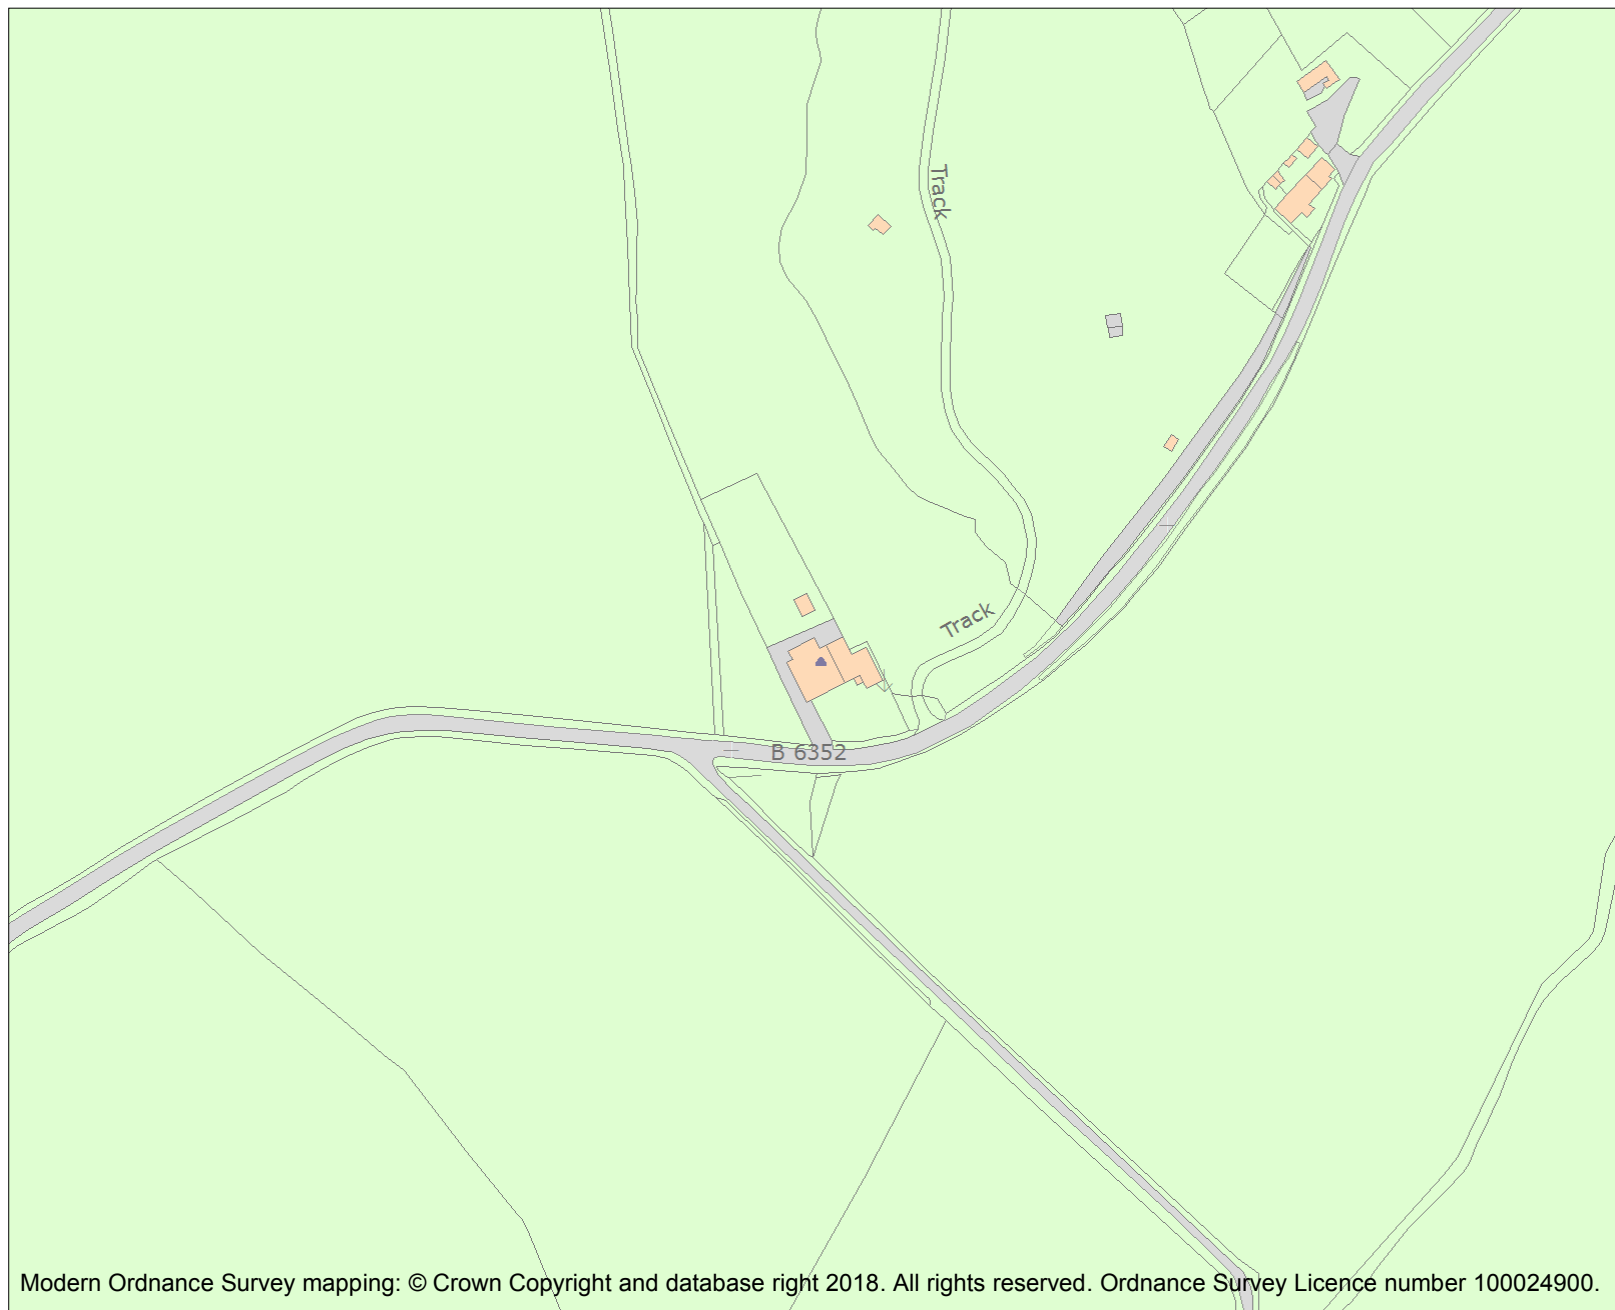 Track
Track
B 6352
Modern Ordnance Survey mapping: © Crown Copyright and database right 2018. All rights reserved. Ordnance Survey Licence number 100024900.